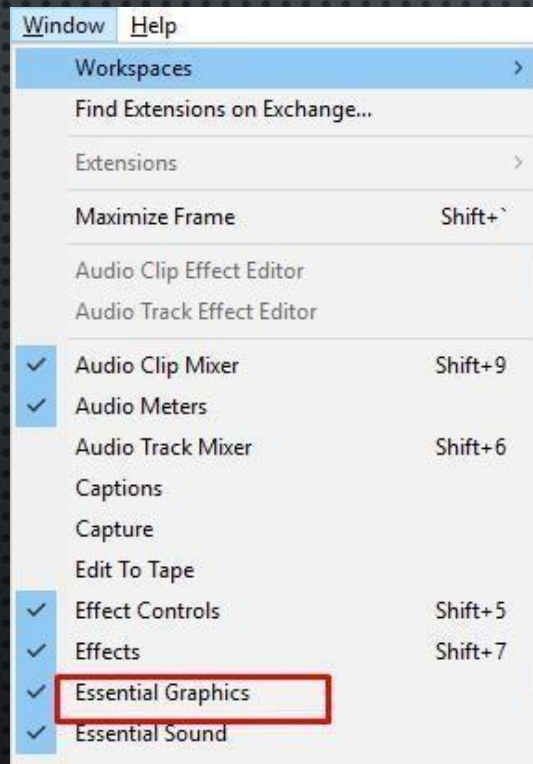 Window Help
Workspaces
Find Extensions on Exchange...
Extensions
Maximize Frame Shift+`
Audio Clip Effect Editor
Audio Track Effect Editor
Audio Clip Mixer Shift+9
Audio Meters
Audio Track Mixer Shift+6
Captions
Capture
Edit To Tape
Effect Controls Shift+5
Effects Shift+7
Essential Graphics
Essential Sound